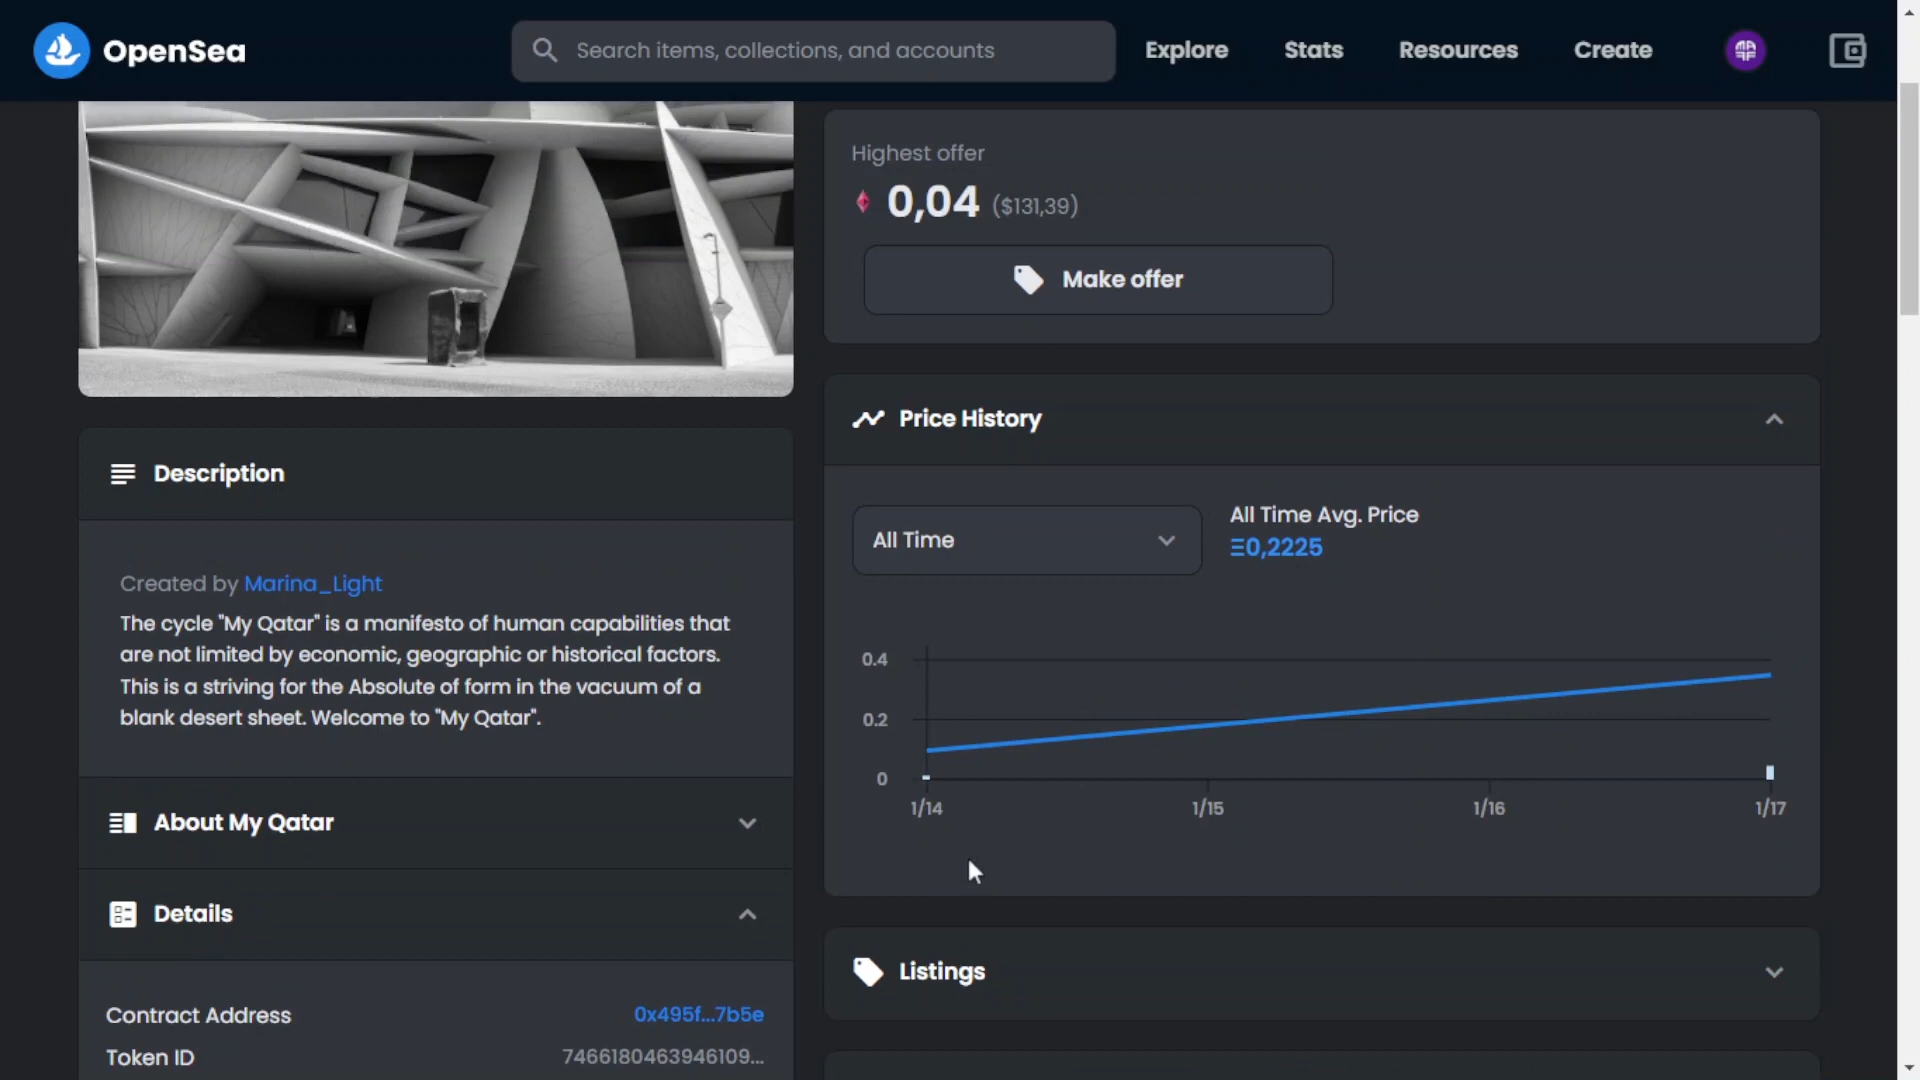 OpenSea
Search items, collections, and accounts
Explore
Stats
Resources
Create
Highest offer
0,04 ($131,39)
Make offer
Price History
All Time
All Time Avg. Price
Ξ0,2225
0.4
0.2
0
1/14 1/15 1/16 1/17
Listings
Description
Created by Marina_Light
The cycle "My Qatar" is a manifesto of human capabilities that
are not limited by economic, geographic or historical factors.
This is a striving for the Absolute of form in the vacuum of a
blank desert sheet. Welcome to "My Qatar".
About My Qatar
Details
Contract Address 0x495f...7b5e
Token ID 7466180463946109...